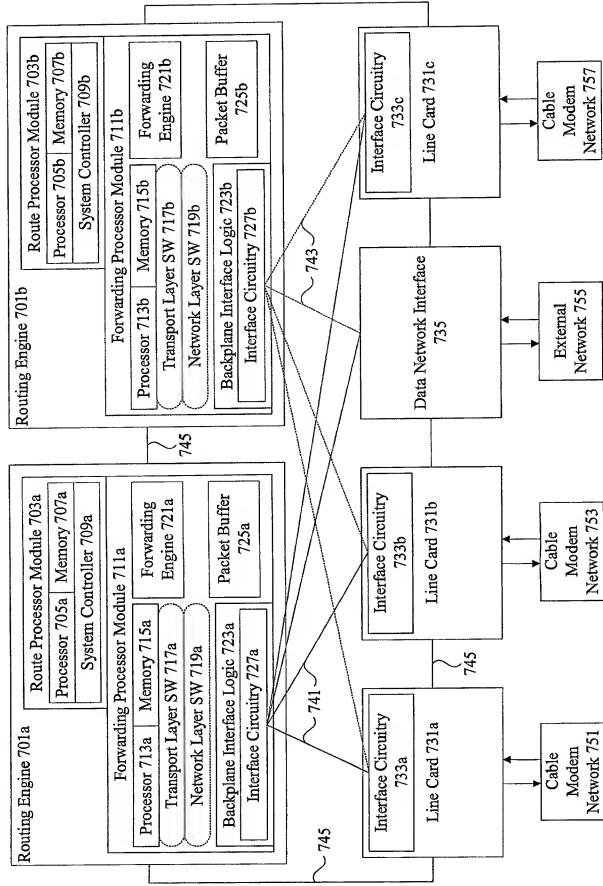 Routing Engine 701a
Route Processor Module 703a
Processor 705a
Memory 707a
System Controller 709a
Forwarding Processor Module 711a
Processor 713a
Memory 715a
Transport Layer SW 717a
Network Layer SW 719a
Forwarding
Engine 721a
Backplane Interface Logic 723a
Interface Circuitry 727a
Packet Buffer
725a
745
Routing Engine 701b
Route Processor Module 703b
Processor 705b
Memory 707b
System Controller 709b
Forwarding Processor Module 711b
Processor 713b
Memory 715b
Transport Layer SW 717b
Network Layer SW 719b
Forwarding
Engine 721b
Backplane Interface Logic 723b
Interface Circuitry 727b
Packet Buffer
725b
745
741
743
Interface Circuitry
733a
Line Card 731a
745
Interface Circuitry
733b
Line Card 731b
Data Network Interface
735
Interface Circuitry
733c
Line Card 731c
Cable
Modem
Network 751
Cable
Modem
Network 753
External
Network 755
Cable
Modem
Network 757